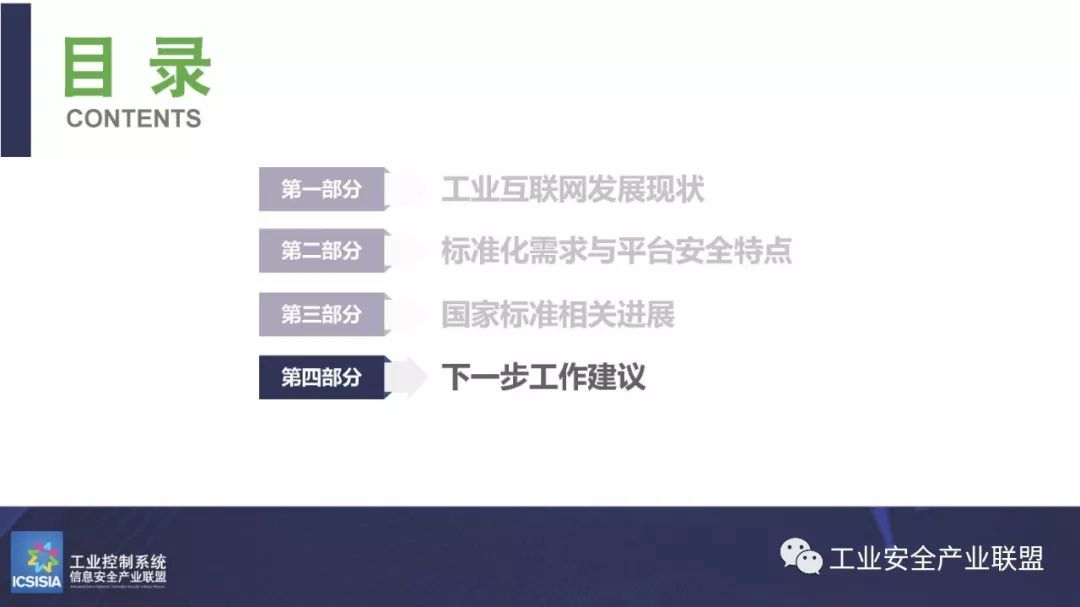 目 录
CONTENTS
第一部分 工业互联网发展现状
第二部分 标准化需求与平台安全特点
第三部分 国家标准相关进展
第四部分 下一步工作建议
ICSISIA
工业控制系统
信息安全产业联盟
工业安全产业联盟